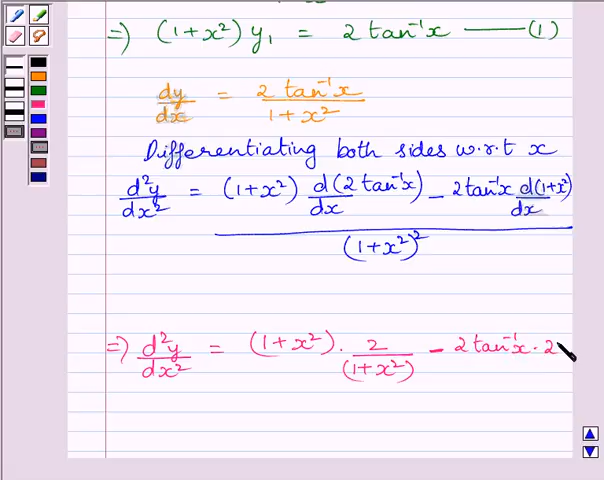 ⇒) (1+x²) y₁ = 2 tan⁻¹x —— (1)
dy/dx = 2 tan⁻¹x / 1+x²
Differentiating both sides w.r.t x
d²y/dx² = (1+x²) d(2 tan⁻¹x)/dx - 2tan⁻¹x d(1+x²)/dx / (1+x²)²
⇒) d²y/dx² = (1+x²) · 2/(1+x²) - 2tan⁻¹x · 2